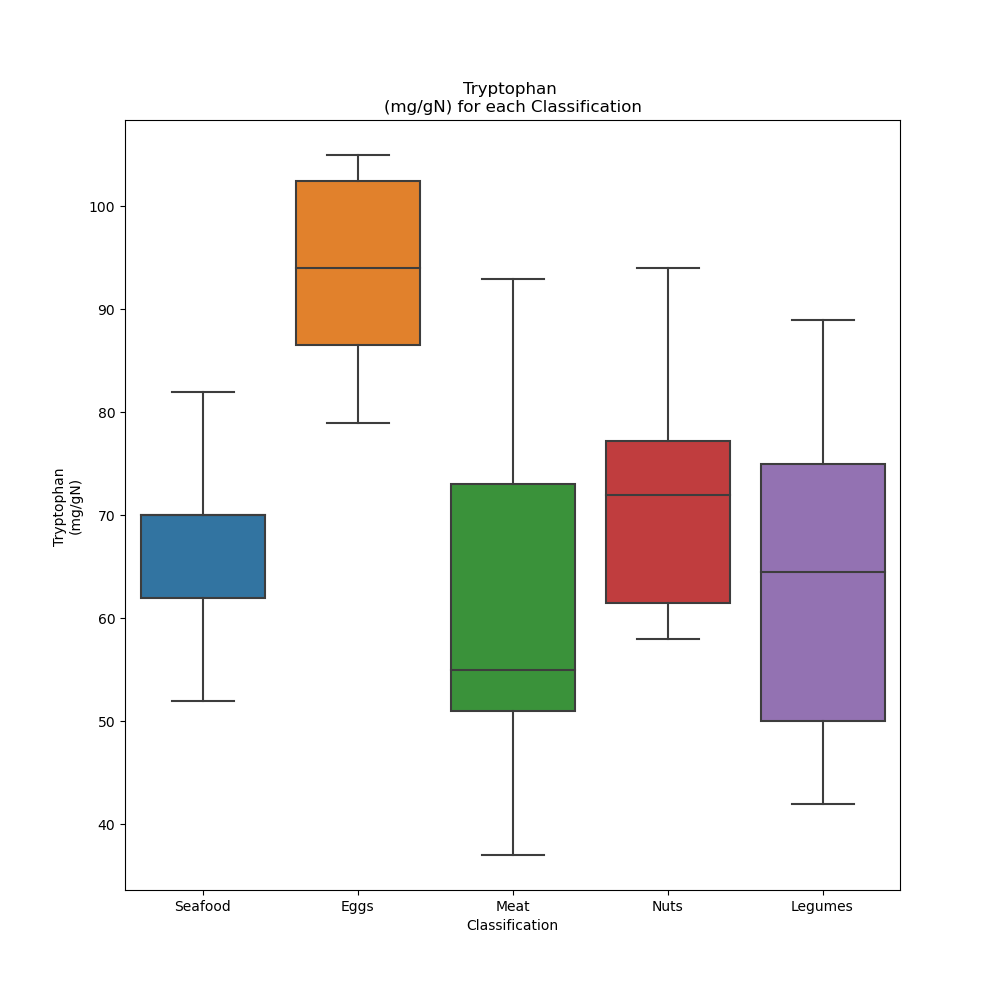 Tryptophan
(mg/gN) for each Classification
Tryptophan
(mg/gN)
100
90
80
70
60
50
40
Seafood Eggs Meat Nuts Legumes
Classification